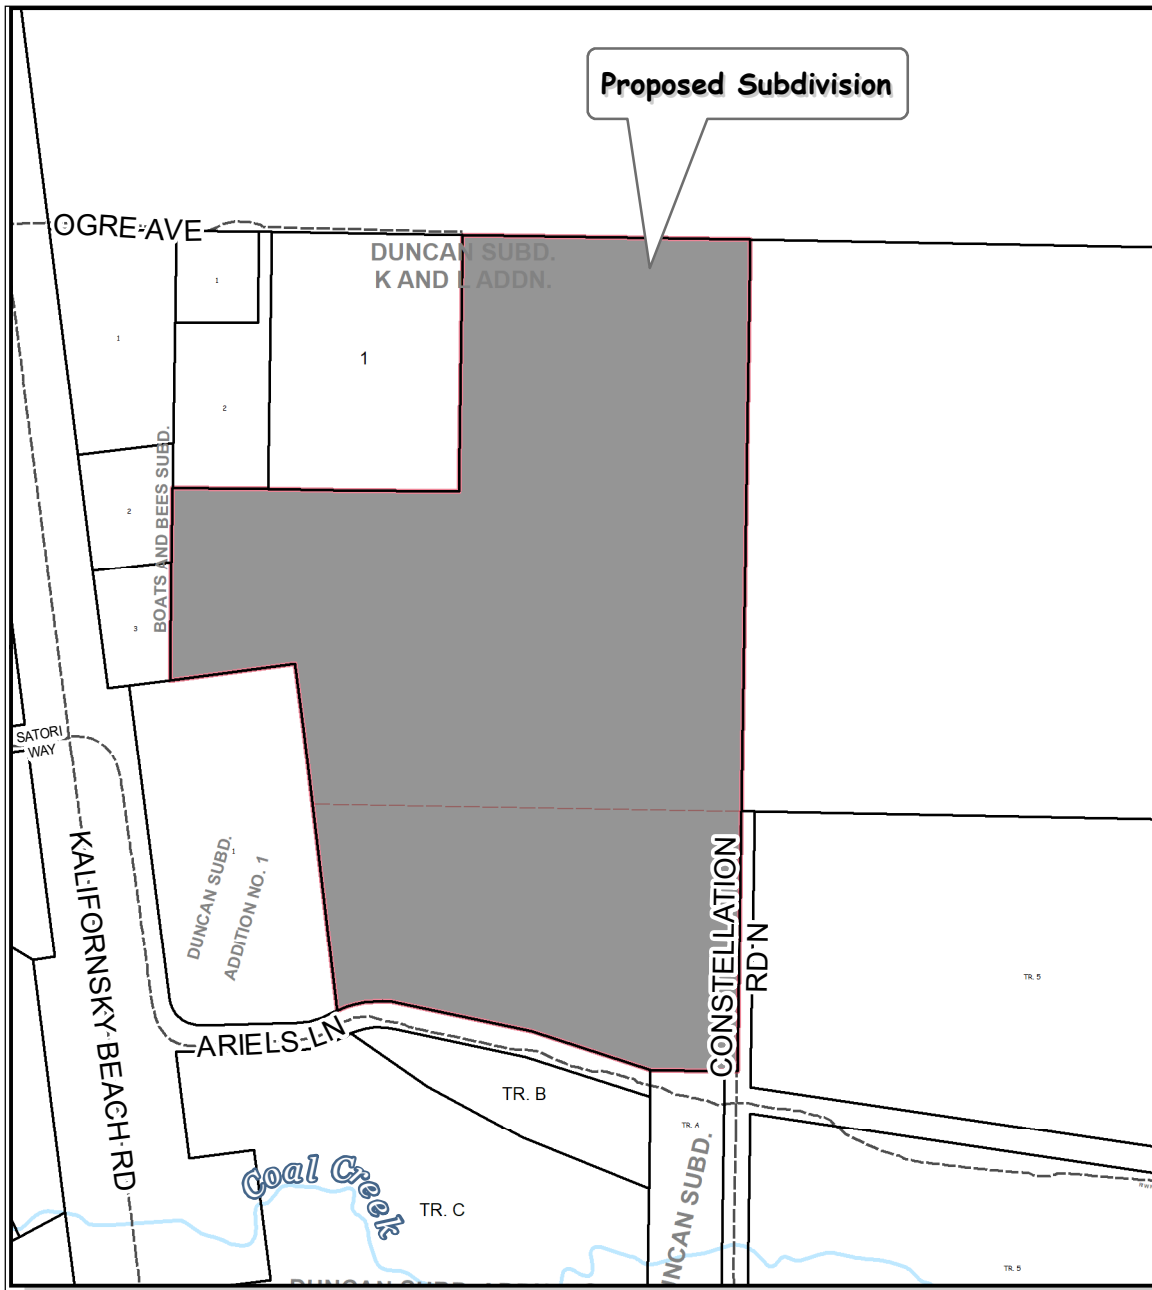 Proposed Subdivision
OGRE AVE
DUNCAN SUBD.
K AND L ADDN.
1
1
1
2
BOATS AND BEES SUBD.
2
3
SATORI
WAY
KALIFORNSKY BEACH RD
DUNCAN SUBD.
ADDITION NO. 1
1
CONSTELLATION
RD N
TR. 5
ARIELS LN
TR. B
TR. A
DUNCAN SUBD.
Coal Creek
TR. C
TR. 5